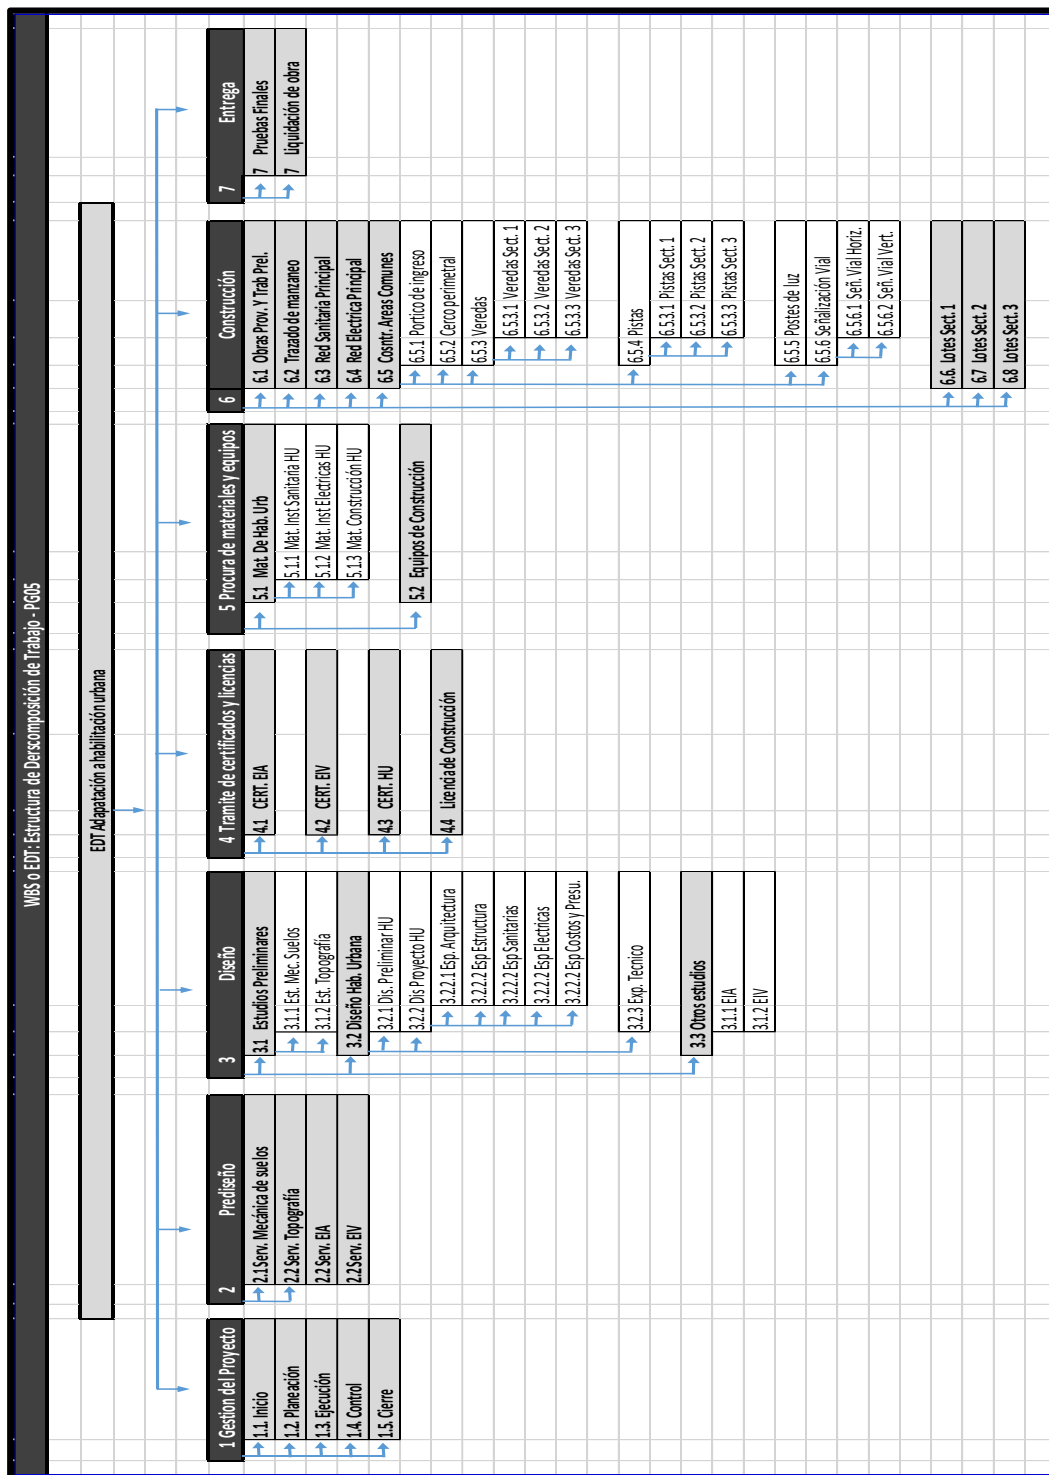 WBS o EDT: Estructura de Derscomposición de Trabajo - PG05
EDT Adapatación a habilitación urbana
1 Gestion del Proyecto
1.1. Inicio
1.2. Planeación
1.3. Ejecución
1.4. Control
1.5. Cierre
2 Prediseño
2.1 Serv. Mecánica de suelos
2.2 Serv. Topografía
2.2 Serv. EIA
2.2 Serv. EIV
3 Diseño
3.1 Estudios Preliminares
3.1.1 Est. Mec. Suelos
3.1.2 Est. Topografía
3.2 Diseño Hab. Urbana
3.2.1 Dis. Preliminar HU
3.2.2 Dis Proyecto HU
3.2.2.1 Esp. Arquitectura
3.2.2.2 Esp Estructura
3.2.2.2 Esp Sanitarias
3.2.2.2 Esp Electricas
3.2.2.2 Esp Costos y Presu.
3.2.3 Exp. Tecnico
3.3 Otros estudios
3.1.1 EIA
3.1.2 EIV
4 Tramite de certificados y licencias
4.1 CERT. EIA
4.2 CERT. EIV
4.3 CERT. HU
4.4 Licencia de Construcción
5 Procura de materiales y equipos
5.1 Mat. De Hab. Urb
5.1.1 Mat. Inst Sanitaria HU
5.1.2 Mat. Inst Electricas HU
5.1.3 Mat. Construcción HU
5.2 Equipos de Construcción
6 Construcción
6.1 Obras Prov. Y Trab Prel.
6.2 Trazado de manzaneo
6.3 Red Sanitaria Principal
6.4 Red Electrica Principal
6.5 Cosntr. Areas Comunes
6.5.1 Portico de ingreso
6.5.2 Cerco perimetral
6.5.3 Veredas
6.5.3.1 Veredas Sect. 1
6.5.3.2 Veredas Sect. 2
6.5.3.3 Veredas Sect. 3
6.5.4 Pistas
6.5.3.1 Pistas Sect. 1
6.5.3.2 Pistas Sect. 2
6.5.3.3 Pistas Sect. 3
6.5.5 Postes de luz
6.5.6 Señalización Vial
6.5.6.1 Señ. Vial Horiz.
6.5.6.2 Señ. Vial Vert.
6.6. Lotes Sect. 1
6.7 Lotes Sect. 2
6.8 Lotes Sect. 3
7 Entrega
7 Pruebas Finales
7 Liquidación de obra